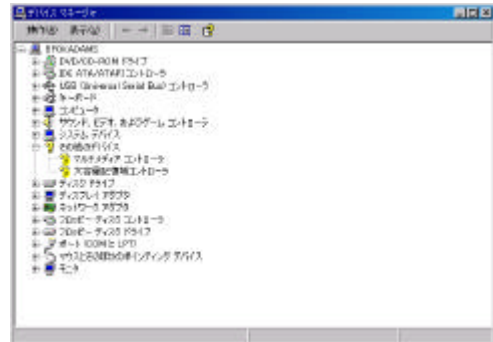 デバイス マネージャ
操作(A) 表示(V)
DVD/CD-ROM ドライブ
IDE ATA/ATAPI コントローラ
USB (Universal Serial Bus) コントローラ
キーボード
コンピュータ
サウンド、ビデオ、およびゲーム コントローラ
システム デバイス
その他のデバイス
マルチメディア コントローラ
大容量記憶域コントローラ
ディスク ドライブ
ディスプレイ アダプタ
ネットワーク アダプタ
フロッピー ディスク コントローラ
フロッピー ディスク ドライブ
ポート (COM と LPT)
マウスとその他のポインティング デバイス
モニタ